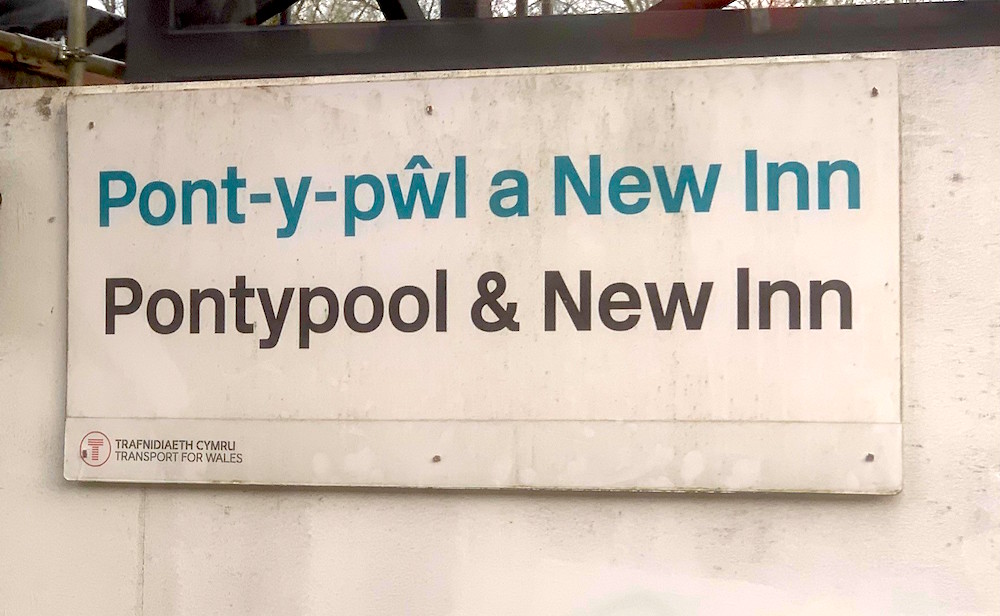 Pont-y-pŵl a New Inn
Pontypool & New Inn
TRAFNIDIAETH CYMRU
TRANSPORT FOR WALES